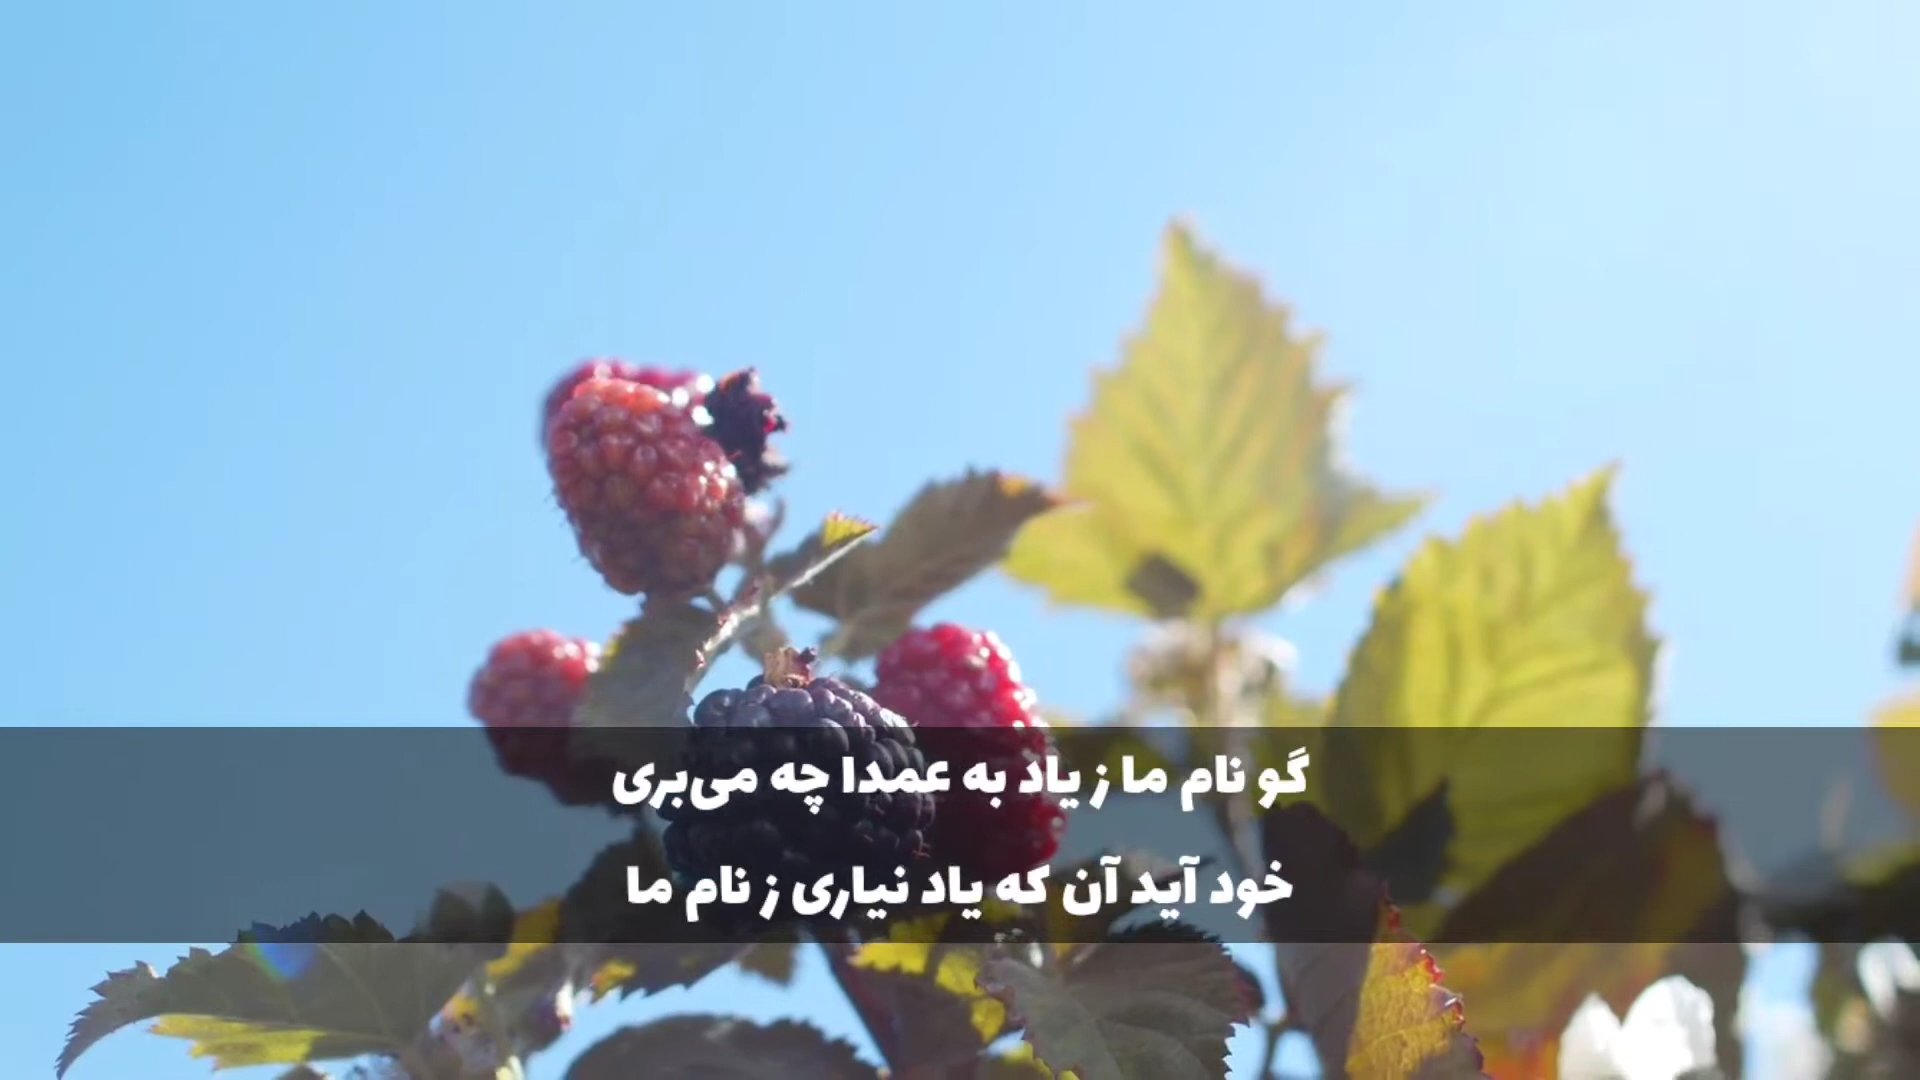 گو نام ما ز یاد به عمدا چه می‌بری
خود آید آن که یاد نیاری ز نام ما